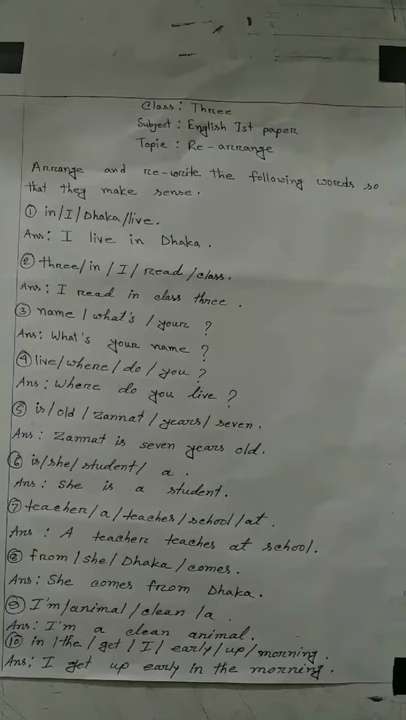 Class: Three
Subject: English Ist paper
Topic: Re-arrange
Arrange and re-write the following words so
that they make sense.
① in/I/Dhaka/live.
Ans: I live in Dhaka.
② three/in/I/read/class.
Ans: I read in class three.
③ name/what's/your?
Ans: What's your name?
④ live/where/do/you?
Ans: Where do you live?
⑤ is/old/Zannat/years/seven.
Ans: Zannat is seven years old.
⑥ is/she/student/a.
Ans: She is a student.
⑦ teacher/a/teaches/school/at.
Ans: A teacher teaches at school.
⑧ from/she/Dhaka/comes.
Ans: She comes from Dhaka.
⑨ I'm/animal/clean/a.
Ans: I'm a clean animal.
⑩ in/the/get/I/early/up/morning.
Ans: I get up early in the morning.